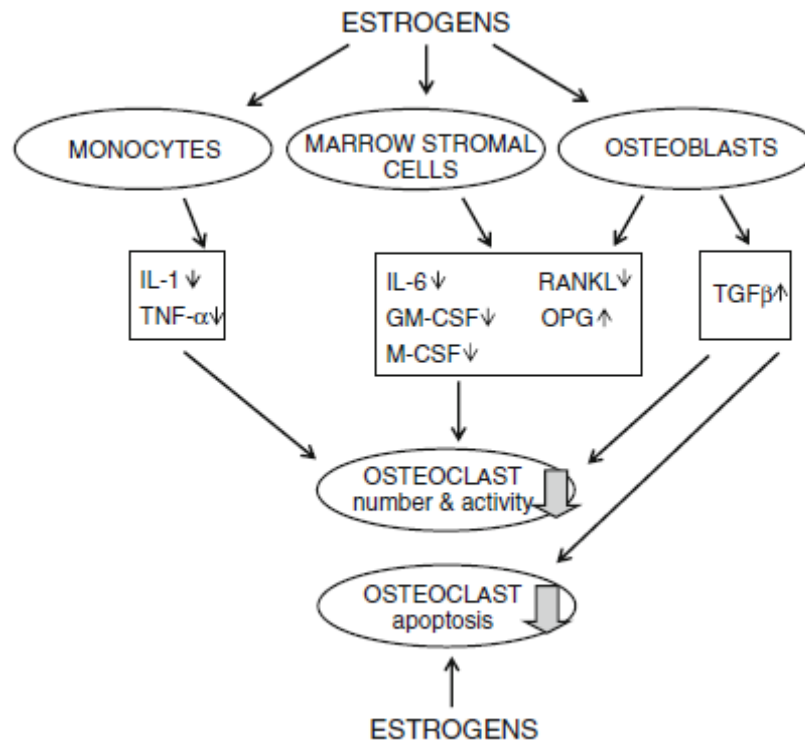 ESTROGENS
MONOCYTES
MARROW STROMAL
CELLS
OSTEOBLASTS
IL-1 ↓
TNF-α↓
IL-6 ↓
GM-CSF ↓
M-CSF ↓
RANKL ↓
OPG ↑
TGFβ ↑
OSTEOCLAST
number & activity
OSTEOCLAST
apoptosis
ESTROGENS